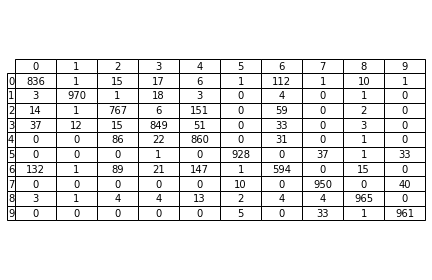 0 1 2 3 4 5 6 7 8 9
0 836 1 15 17 6 1 112 1 10 1
1 3 970 1 18 3 0 4 0 1 0
2 14 1 767 6 151 0 59 0 2 0
3 37 12 15 849 51 0 33 0 3 0
4 0 0 86 22 860 0 31 0 1 0
5 0 0 0 1 0 928 0 37 1 33
6 132 1 89 21 147 1 594 0 15 0
7 0 0 0 0 0 10 0 950 0 40
8 3 1 4 4 13 2 4 4 965 0
9 0 0 0 0 0 5 0 33 1 961